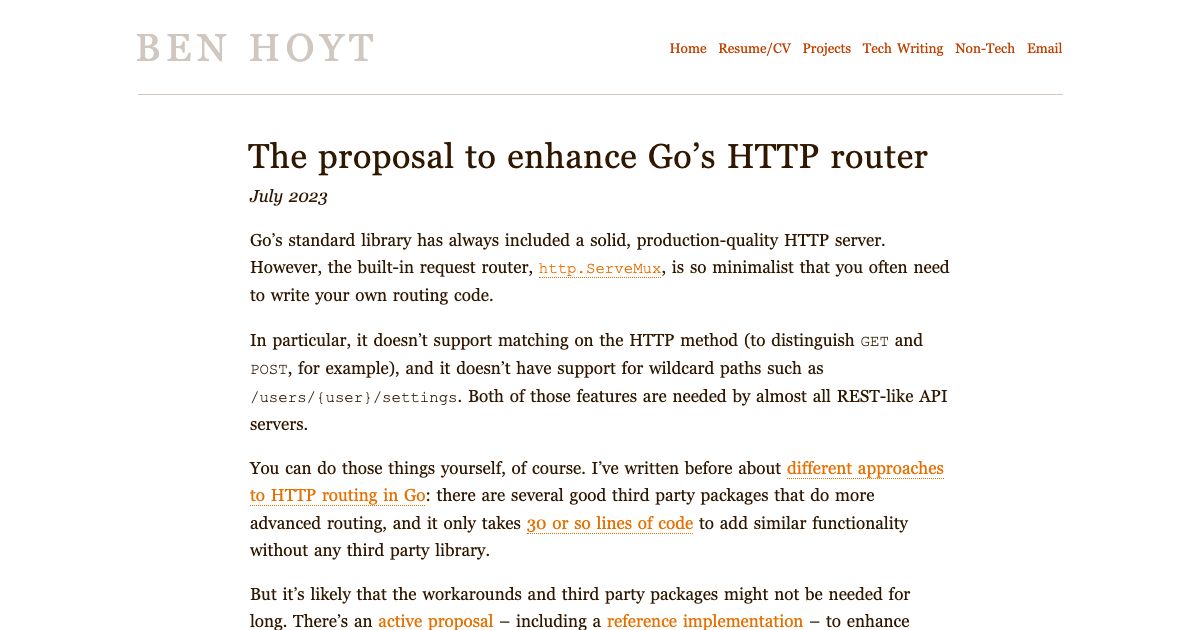 BEN HOYT
Home Resume/CV Projects Tech Writing Non-Tech Email
The proposal to enhance Go’s HTTP router
July 2023
Go’s standard library has always included a solid, production-quality HTTP server.
However, the built-in request router, http.ServeMux, is so minimalist that you often need
to write your own routing code.
In particular, it doesn’t support matching on the HTTP method (to distinguish GET and
POST, for example), and it doesn’t have support for wildcard paths such as
/users/{user}/settings. Both of those features are needed by almost all REST-like API
servers.
You can do those things yourself, of course. I’ve written before about different approaches
to HTTP routing in Go: there are several good third party packages that do more
advanced routing, and it only takes 30 or so lines of code to add similar functionality
without any third party library.
But it’s likely that the workarounds and third party packages might not be needed for
long. There’s an active proposal – including a reference implementation – to enhance